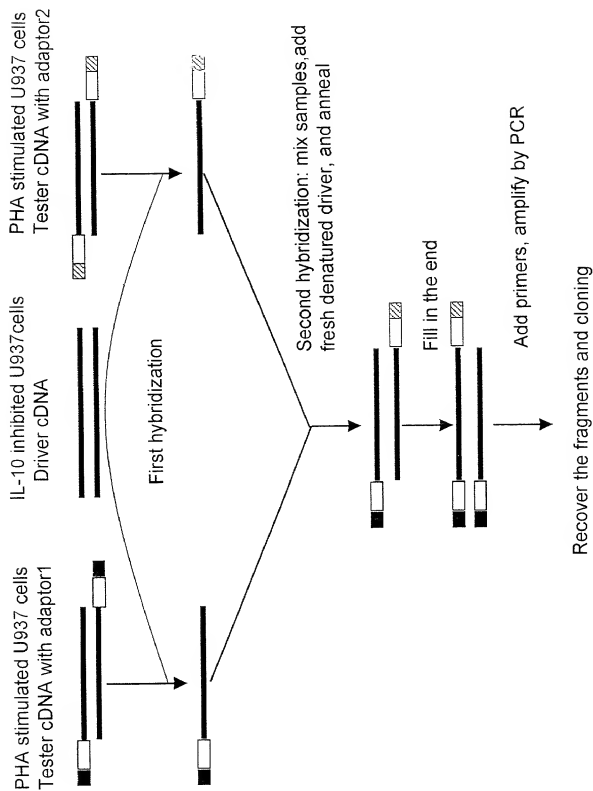 PHA stimulated U937 cells
Tester cDNA with adaptor1
IL-10 inhibited U937cells
Driver cDNA
PHA stimulated U937 cells
Tester cDNA with adaptor2
First hybridization
Second hybridization: mix samples,add
fresh denatured driver, and anneal
Fill in the end
Add primers, amplify by PCR
Recover the fragments and cloning